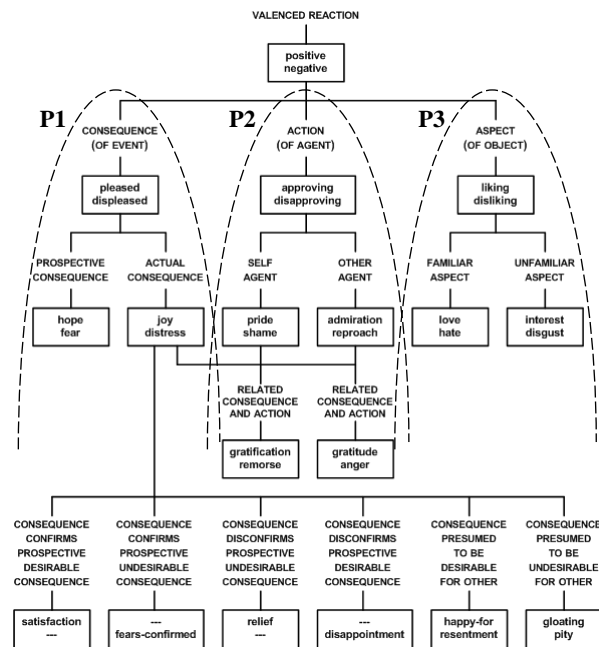 VALENCED REACTION
positive
negative
P1
P2
P3
CONSEQUENCE
(OF EVENT)
ACTION
(OF AGENT)
ASPECT
(OF OBJECT)
pleased
displeased
approving
disapproving
liking
disliking
PROSPECTIVE
CONSEQUENCE
ACTUAL
CONSEQUENCE
SELF
AGENT
OTHER
AGENT
FAMILIAR
ASPECT
UNFAMILIAR
ASPECT
hope
fear
joy
distress
pride
shame
admiration
reproach
love
hate
interest
disgust
RELATED
CONSEQUENCE
AND ACTION
RELATED
CONSEQUENCE
AND ACTION
gratification
remorse
gratitude
anger
CONSEQUENCE
CONFIRMS
PROSPECTIVE
DESIRABLE
CONSEQUENCE
CONSEQUENCE
CONFIRMS
PROSPECTIVE
UNDESIRABLE
CONSEQUENCE
CONSEQUENCE
DISCONFIRMS
PROSPECTIVE
UNDESIRABLE
CONSEQUENCE
CONSEQUENCE
DISCONFIRMS
PROSPECTIVE
DESIRABLE
CONSEQUENCE
CONSEQUENCE
PRESUMED
TO BE
DESIRABLE
FOR OTHER
CONSEQUENCE
PRESUMED
TO BE
UNDESIRABLE
FOR OTHER
satisfaction
---
---
fears-confirmed
relief
---
---
disappointment
happy-for
resentment
gloating
pity